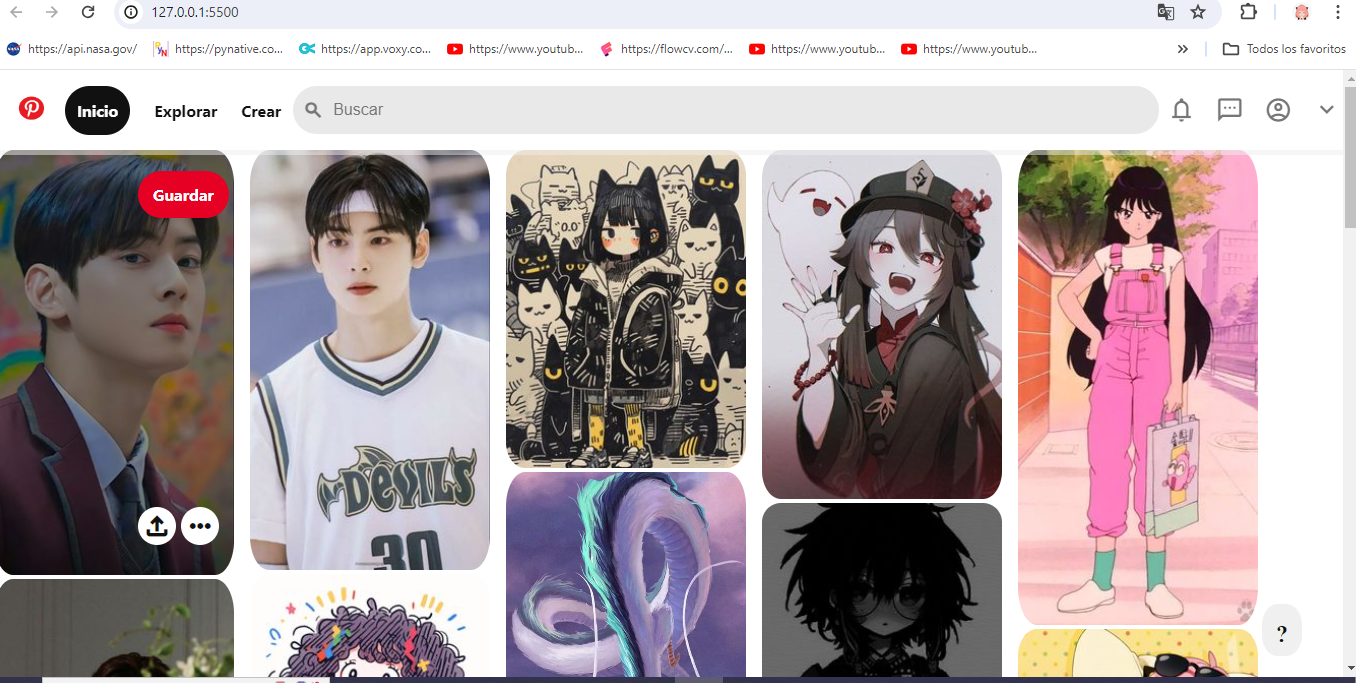 127.0.0.1:5500
https://api.nasa.gov/
https://pynative.co...
https://app.voxy.co...
https://www.youtub...
https://flowcv.com/...
https://www.youtub...
https://www.youtub...
Todos los favoritos
Inicio
Explorar
Crear
Buscar
Guardar
0.0
DEVILS
30
?